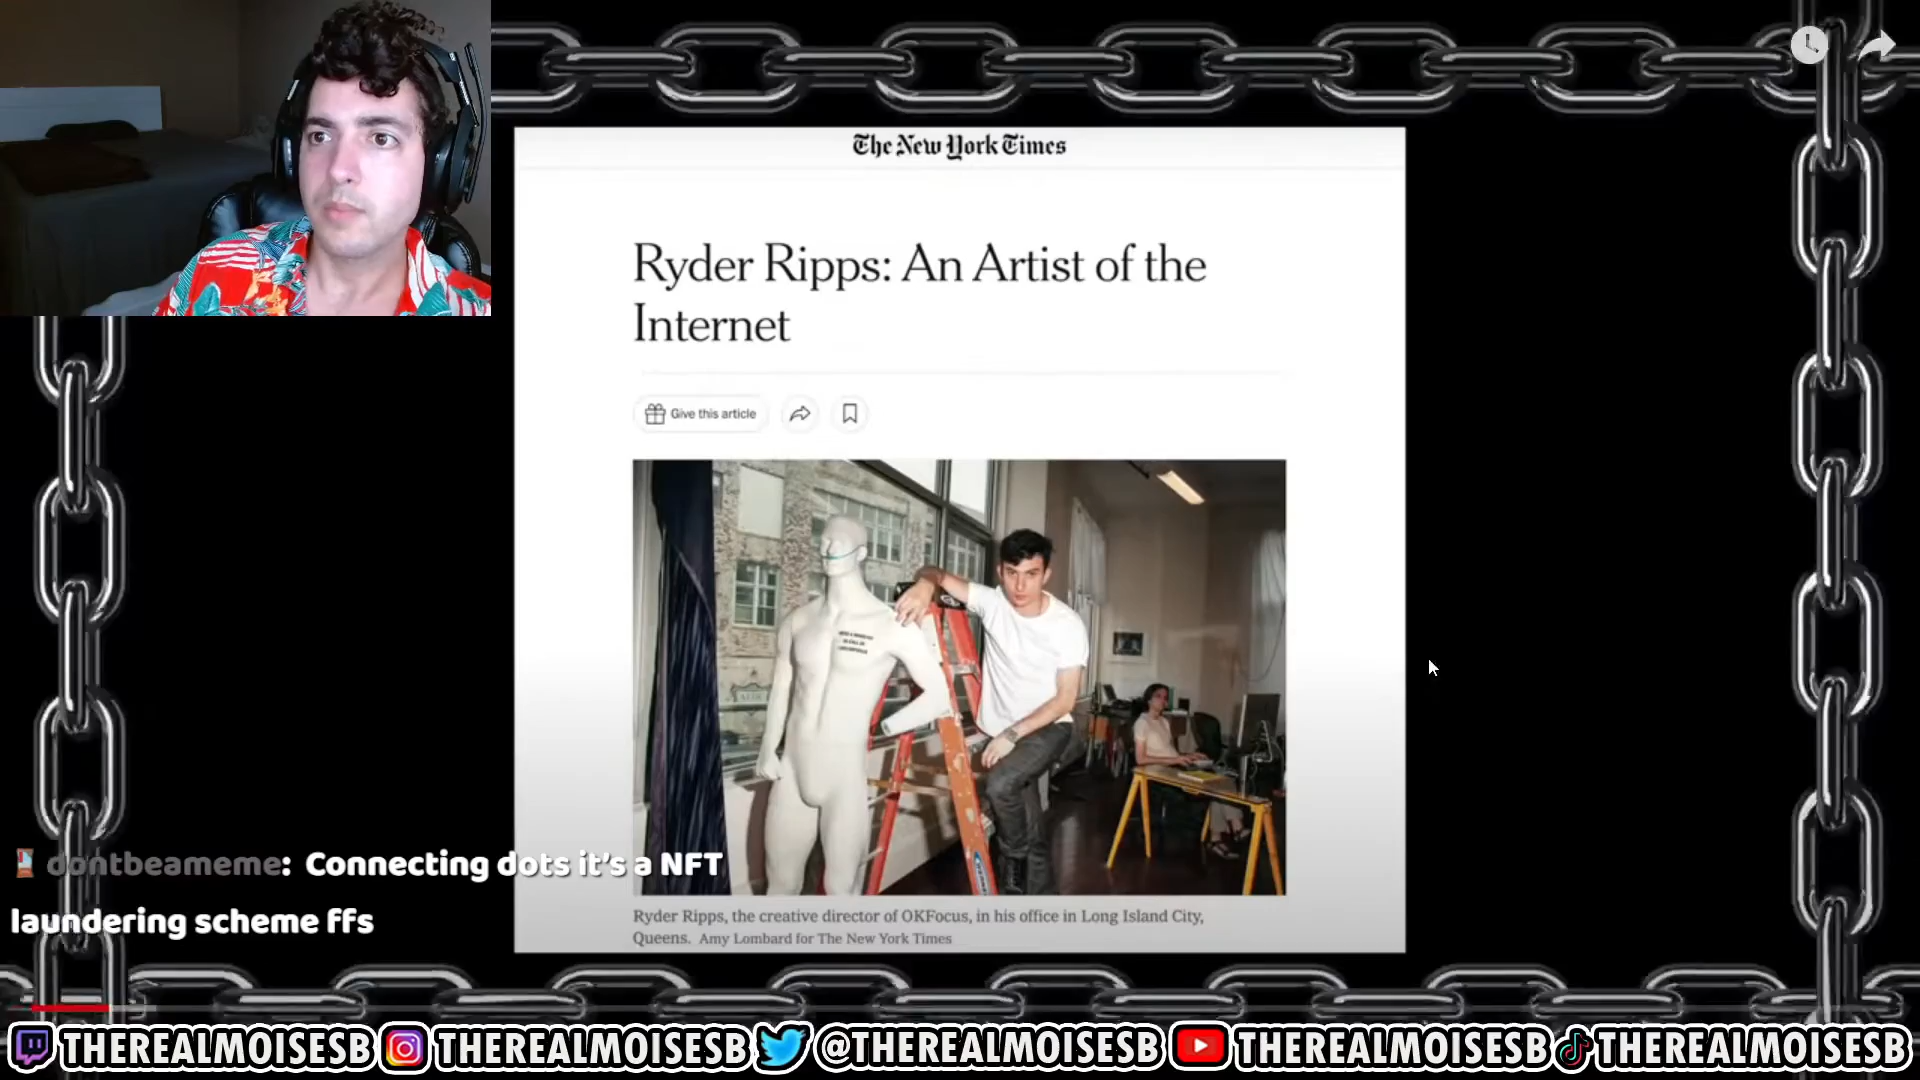 The New York Times
Ryder Ripps: An Artist of the
Internet
Give this article
Ryder Ripps, the creative director of OKFocus, in his office in Long Island City,
Queens. Amy Lombard for The New York Times
dontbeameme: Connecting dots it's a NFT
laundering scheme ffs
THEREALMOISESB THEREALMOISESB @THEREALMOISESB THEREALMOISESB THEREALMOISESB